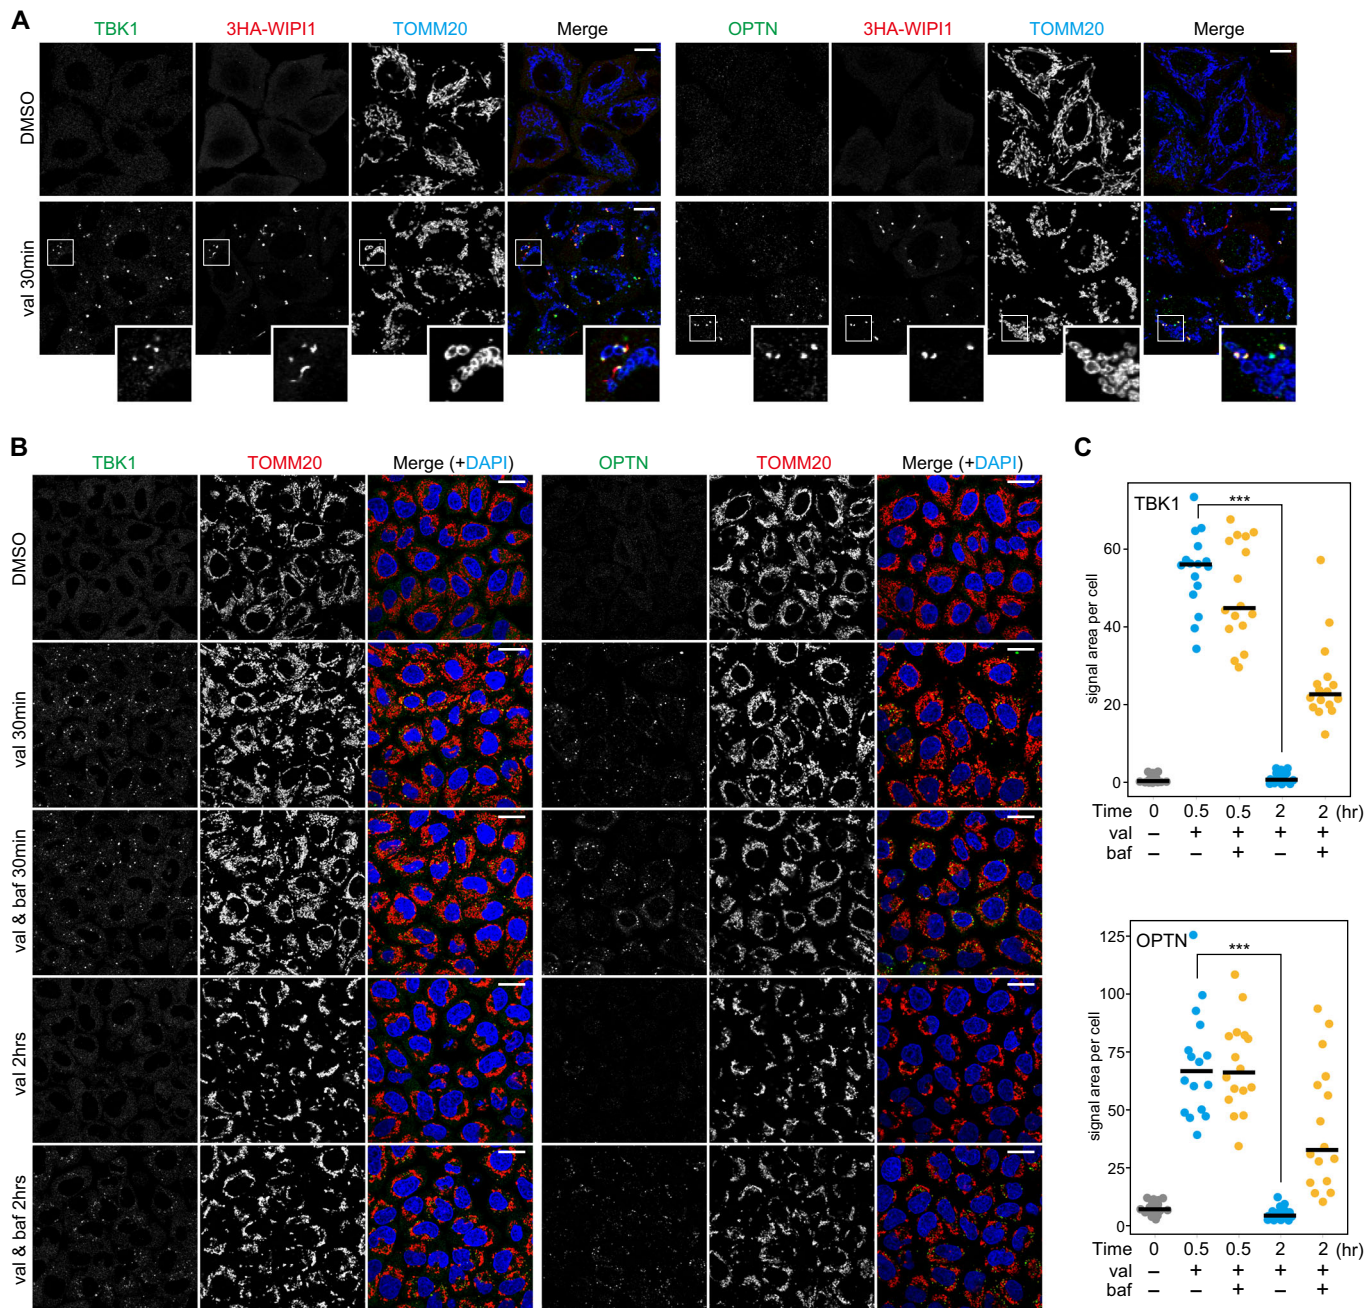 A
TBK1 3HA-WIPI1 TOMM20 Merge OPTN 3HA-WIPI1 TOMM20 Merge
DMSO
val 30min
B
TBK1 TOMM20 Merge (+DAPI) OPTN TOMM20 Merge (+DAPI)
DMSO
val 30min
val & baf 30min
val 2hrs
val & baf 2hrs
C
TBK1
***
signal area per cell
60
40
20
0
Time 0 0.5 0.5 2 2 (hr)
val – + + + +
baf – – + – +
OPTN
***
signal area per cell
125
100
75
50
25
0
Time 0 0.5 0.5 2 2 (hr)
val – + + + +
baf – – + – +